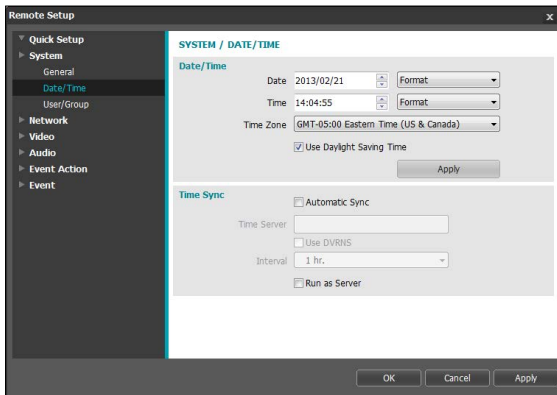 Remote Setup x
Quick Setup
System
General
Date/Time
User/Group
Network
Video
Audio
Event Action
Event
SYSTEM / DATE/TIME
Date/Time
Date 2013/02/21 Format
Time 14:04:55 Format
Time Zone GMT-05:00 Eastern Time (US & Canada)
Use Daylight Saving Time
Apply
Time Sync
Automatic Sync
Time Server
Use DVRNS
Interval 1 hr.
Run as Server
OK Cancel Apply